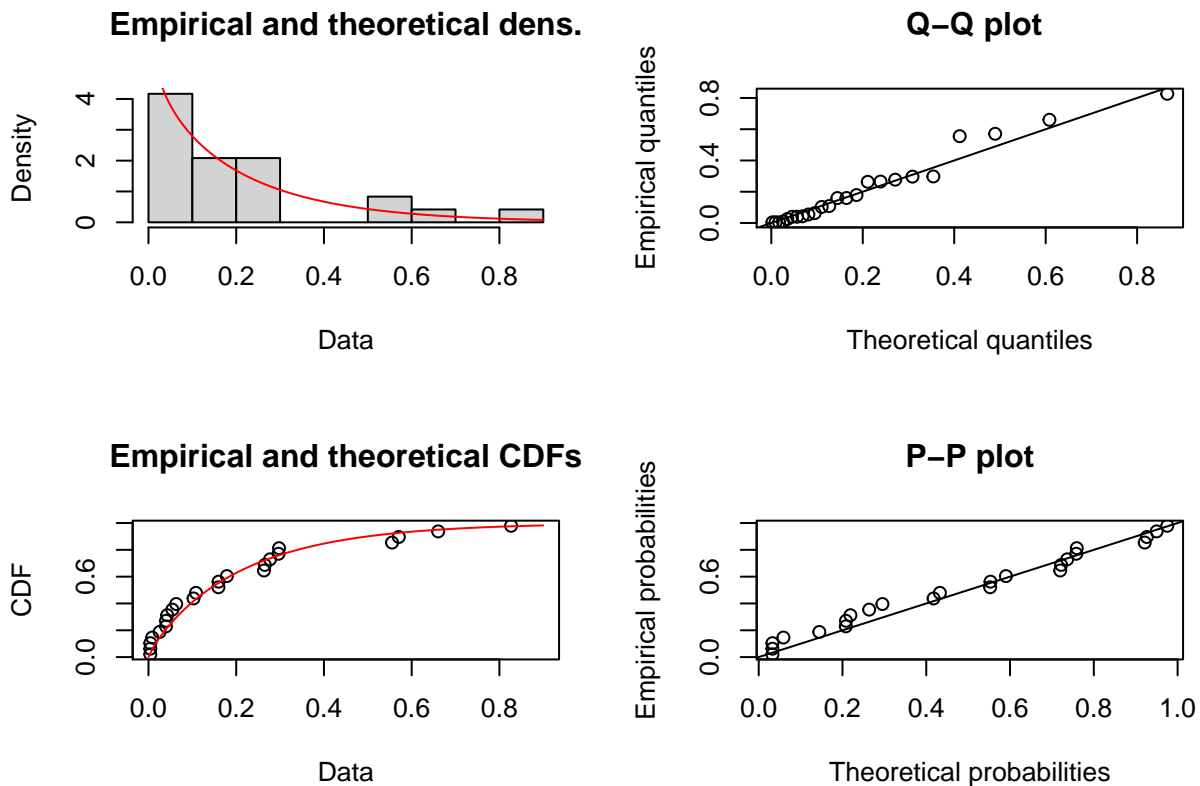 Empirical and theoretical dens.
Density
0 2 4
0.0 0.2 0.4 0.6 0.8
Data
Q−Q plot
Empirical quantiles
0.0 0.4 0.8
0.0 0.2 0.4 0.6 0.8
Theoretical quantiles
Empirical and theoretical CDFs
CDF
0.0 0.6
0.0 0.2 0.4 0.6 0.8
Data
P−P plot
Empirical probabilities
0.0 0.6
0.0 0.2 0.4 0.6 0.8 1.0
Theoretical probabilities